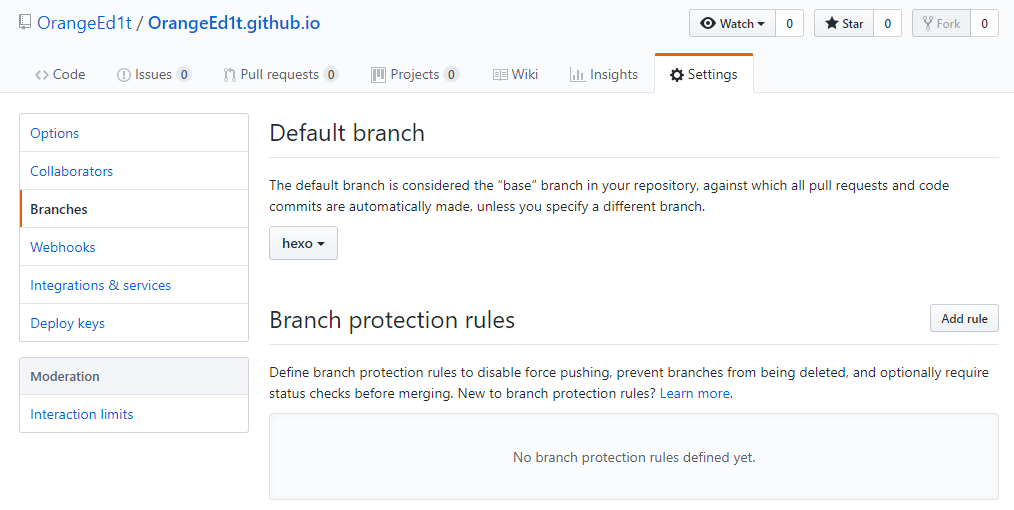 OrangeEd1t / OrangeEd1t.github.io
Watch 0 Star 0 Fork 0
Code Issues 0 Pull requests 0 Projects 0 Wiki Insights Settings
Options
Collaborators
Branches
Webhooks
Integrations & services
Deploy keys
Moderation
Interaction limits
Default branch
The default branch is considered the “base” branch in your repository, against which all pull requests and code
commits are automatically made, unless you specify a different branch.
hexo
Branch protection rules Add rule
Define branch protection rules to disable force pushing, prevent branches from being deleted, and optionally require
status checks before merging. New to branch protection rules? Learn more.
No branch protection rules defined yet.